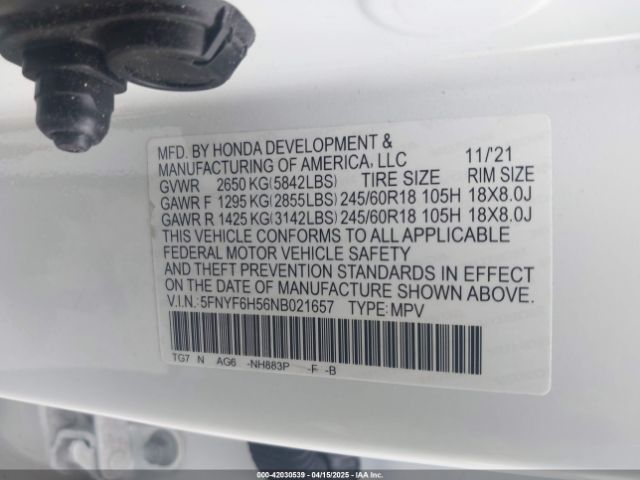 MFD. BY HONDA DEVELOPMENT &
MANUFACTURING OF AMERICA, LLC 11/'21
GVWR 2650 KG(5842LBS) TIRE SIZE RIM SIZE
GAWR F 1295 KG(2855LBS) 245/60R18 105H 18X8.0J
GAWR R 1425 KG(3142LBS) 245/60R18 105H 18X8.0J
THIS VEHICLE CONFORMS TO ALL APPLICABLE
FEDERAL MOTOR VEHICLE SAFETY
AND THEFT PREVENTION STANDARDS IN EFFECT
ON THE DATE OF MANUFACTURE SHOWN ABOVE.
V.I.N.: 5FNYF6H56NB021657 TYPE: MPV
TG7 N AG6 -NH883P -F -B
000-42030539 - 04/15/2025 - IAAI.COM